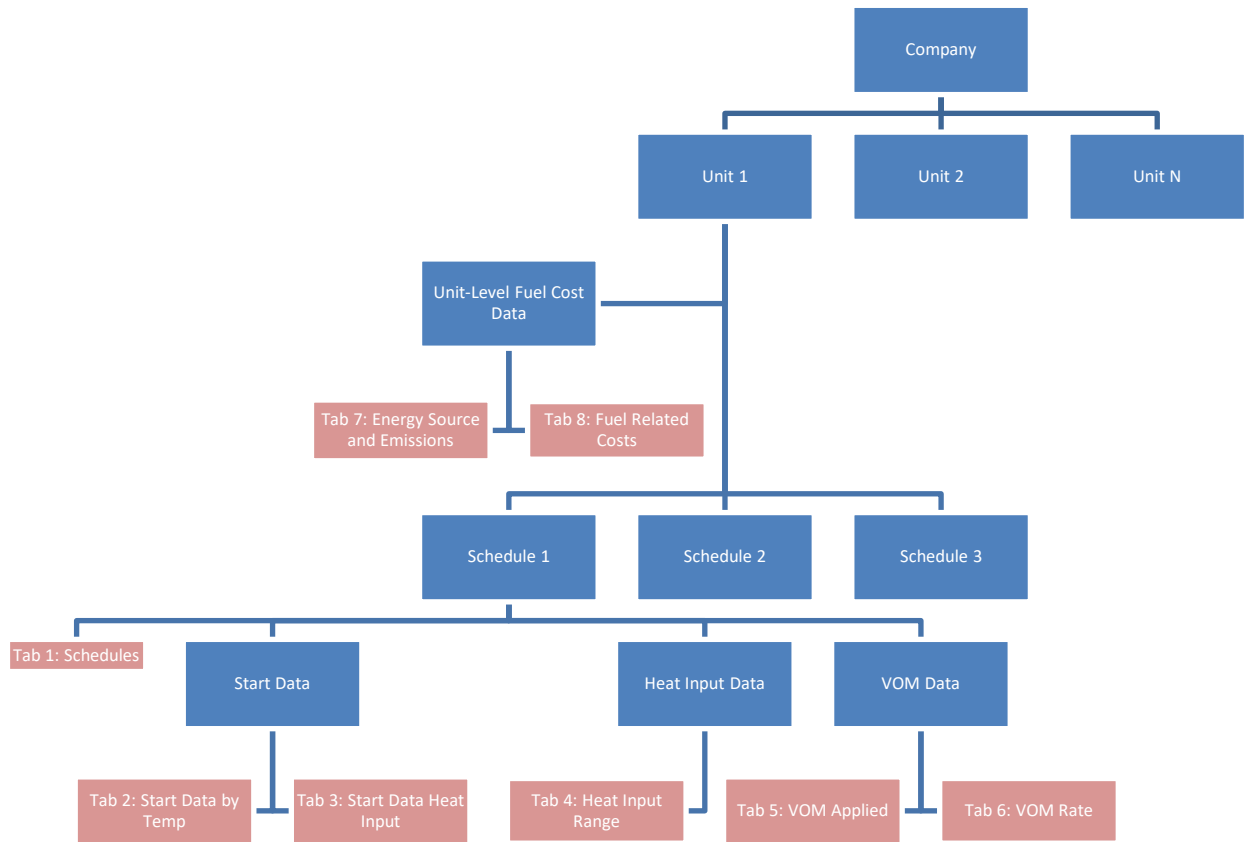 Company
Unit 1
Unit 2
Unit N
Unit-Level Fuel Cost
Data
Tab 7: Energy Source
and Emissions
Tab 8: Fuel Related
Costs
Schedule 1
Schedule 2
Schedule 3
Tab 1: Schedules
Start Data
Heat Input Data
VOM Data
Tab 2: Start Data by
Temp
Tab 3: Start Data Heat
Input
Tab 4: Heat Input
Range
Tab 5: VOM Applied
Tab 6: VOM Rate